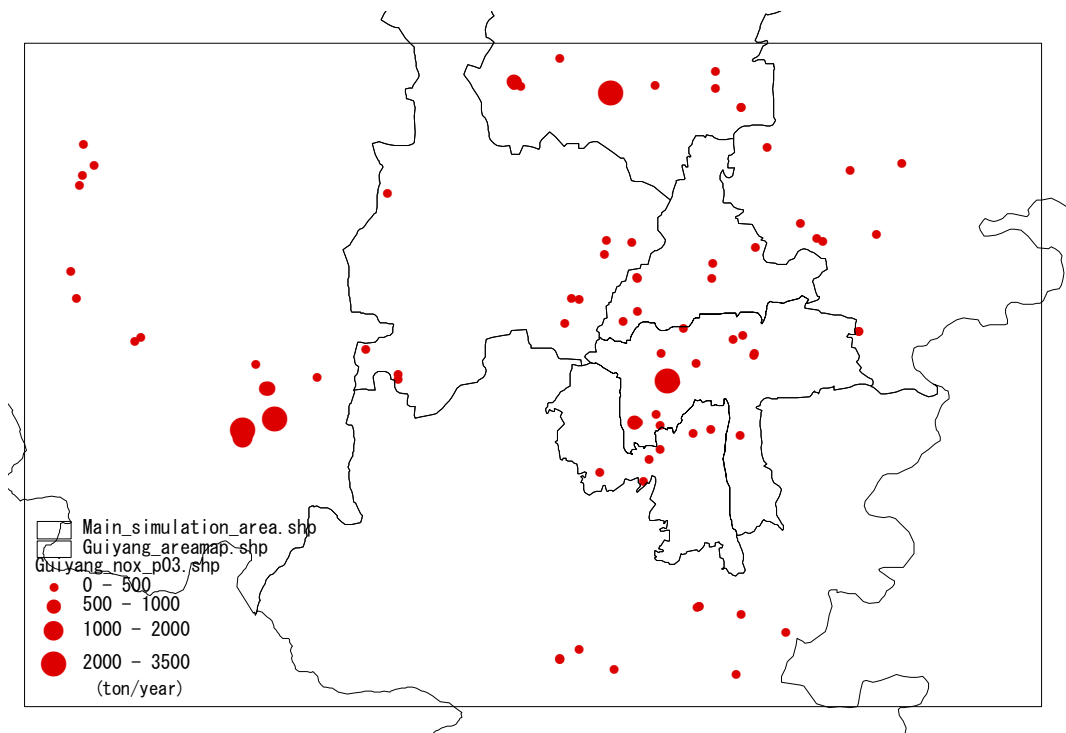 Main_simulation_area.shp
Guiyang_areamap.shp
Guiyang_nox_p03.shp
0 - 500
500 - 1000
1000 - 2000
2000 - 3500
(ton/year)